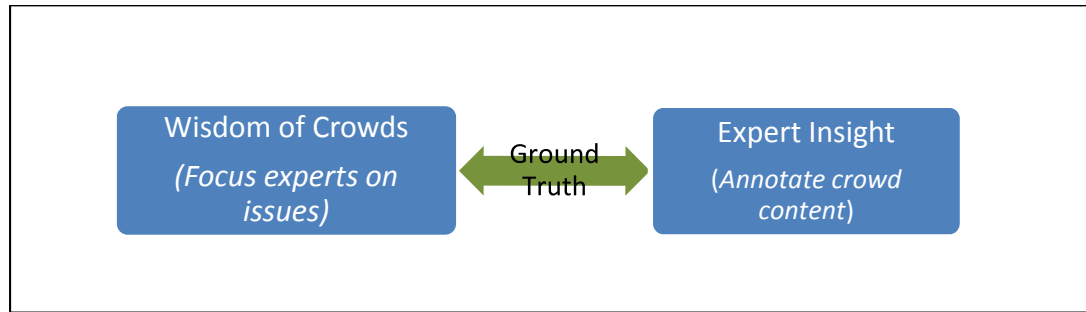 Wisdom of Crowds
(Focus experts on
issues)
Ground
Truth
Expert Insight
(Annotate crowd
content)